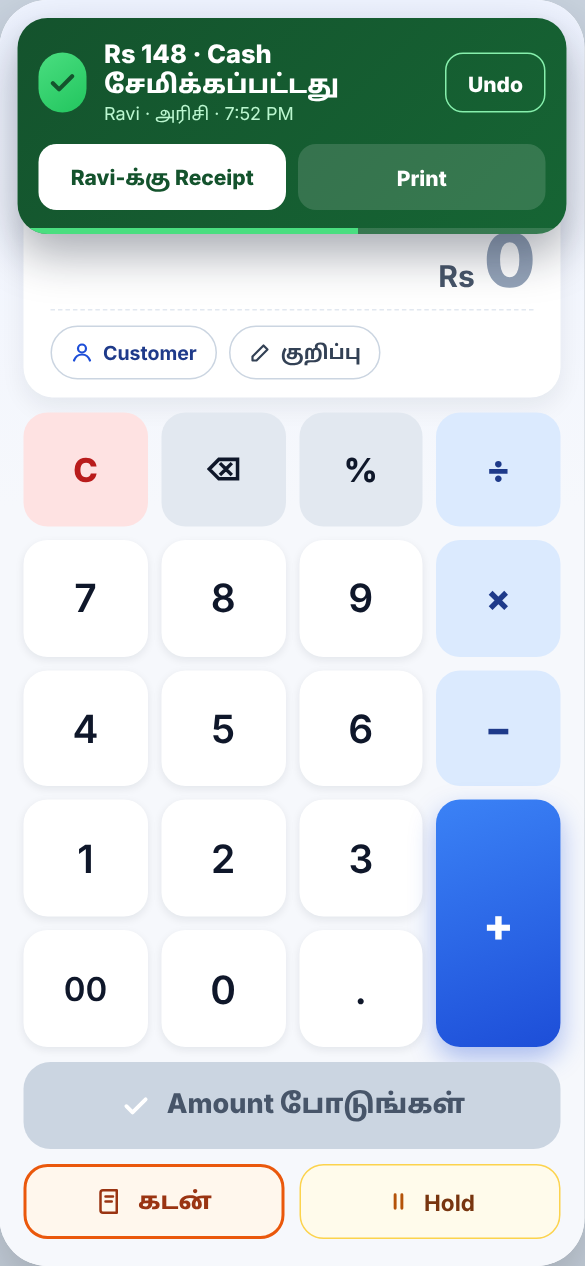 Rs 148 · Cash
சேமிக்கப்பட்டது
Ravi · அரிசி · 7:52 PM
Undo
Ravi-க்கு Receipt
Print
Rs 0
Customer
குறிப்பு
C
%
÷
7
8
9
×
4
5
6
−
1
2
3
+
00
0
.
Amount போடுங்கள்
கடன்
Hold